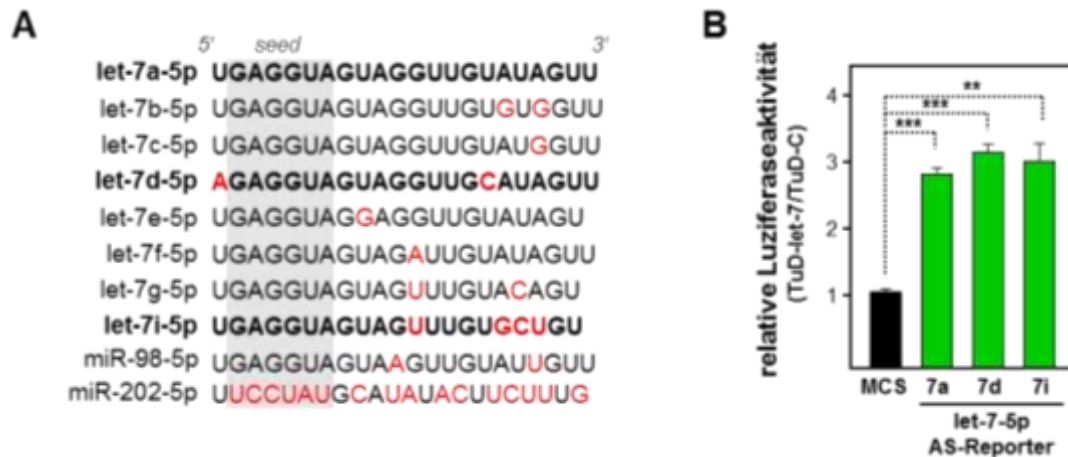 A
5' seed 3'
let-7a-5p UGAGGUAGUAGGUUGUAUAGUU
let-7b-5p UGAGGUAGUAGGUUGUGUGGUU
let-7c-5p UGAGGUAGUAGGUUGUAUGGUU
let-7d-5p AGAGGUAGUAGGUUGCAUAGUU
let-7e-5p UGAGGUAGGAGGUUGUAUAGU
let-7f-5p UGAGGUAGUAGAUUGUAUAGUU
let-7g-5p UGAGGUAGUAGUUUGUACAGU
let-7i-5p UGAGGUAGUAGUUUGUGCUGU
miR-98-5p UGAGGUAGUAAGUUGUAUUGUU
miR-202-5p UUCCUAUGCAUAUACUUCUUUG
B
relative Luziferaseaktivität
(TuD-let-7/TuD-C)
4
3
2
1
**
***
***
MCS 7a 7d 7i
let-7-5p
AS-Reporter